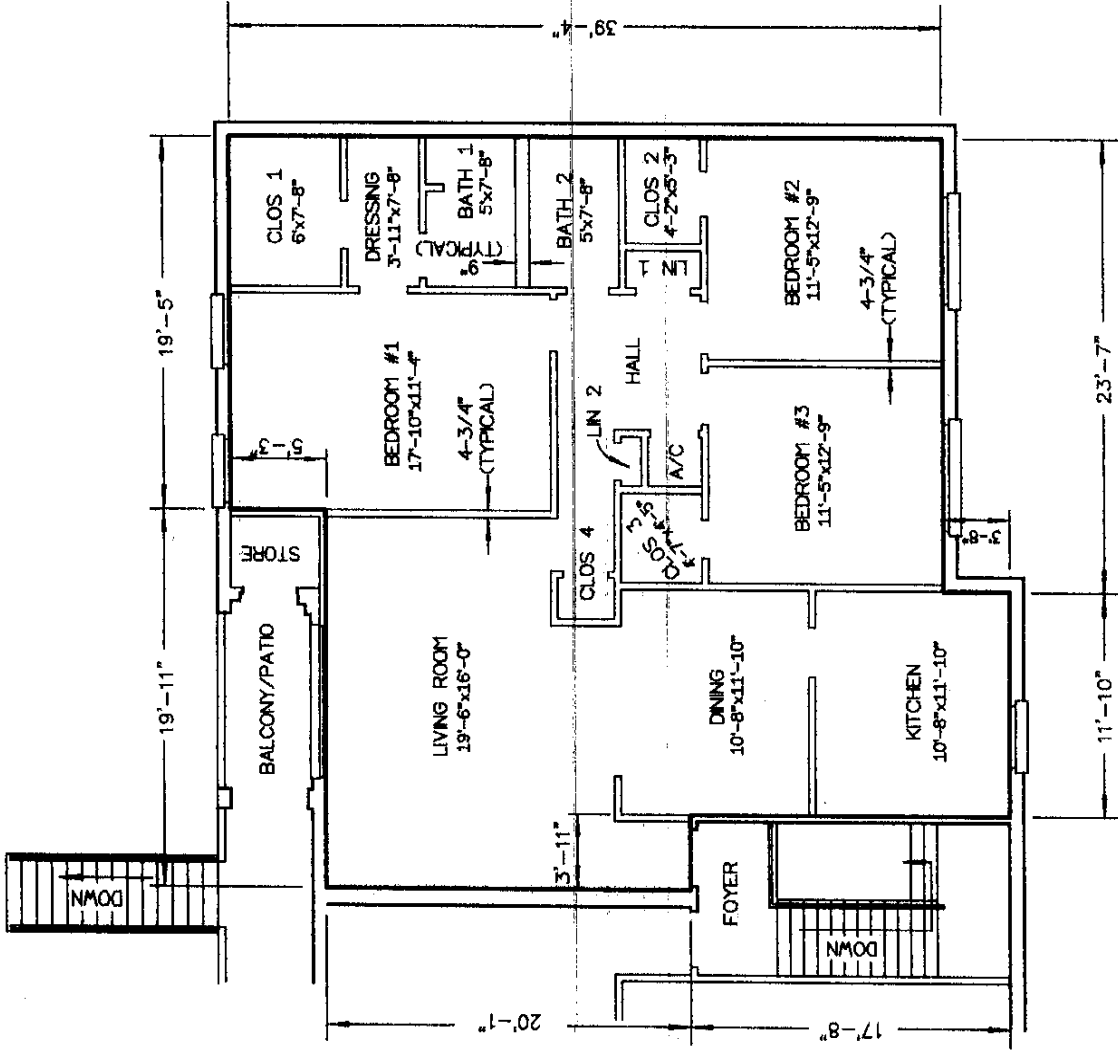 39'-4"
19'-5"
19'-11"
CLOS 1
6'x7'-8"
DRESSING
3'-11"x7'-8"
BATH 1
5'x7'-8"
(TYPICAL)
9"
BATH 2
5'x7'-8"
CLOS 2
4'-2"x5'-3"
LIN 1
BEDROOM #2
11'-5"x12'-9"
4-3/4"
(TYPICAL)
BEDROOM #1
17'-10"x11'-4"
4-3/4"
(TYPICAL)
5'-3"
HALL
LIN 2
A/C
BEDROOM #3
11'-5"x12'-9"
23'-7"
STORE
CLOS 4
CLOS 3
3'-8"
BALCONY/PATIO
LIVING ROOM
19'-6"x16'-0"
DINING
10'-8"x11'-10"
KITCHEN
10'-8"x11'-10"
11'-10"
3'-11"
DOWN
FOYER
DOWN
20'-1"
17'-8"